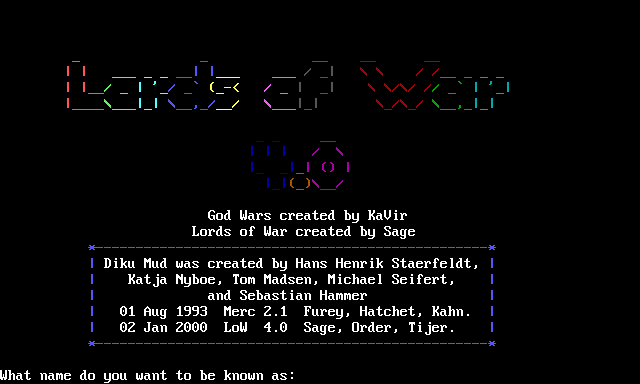 Lords of War
4.0
God Wars created by KaVir
Lords of War created by Sage
Diku Mud was created by Hans Henrik Staerfeldt,
Katja Nyboe, Tom Madsen, Michael Seifert,
and Sebastian Hammer
01 Aug 1993 Merc 2.1 Furey, Hatchet, Kahn.
02 Jan 2000 LoW 4.0 Sage, Order, Tijer.
What name do you want to be known as: